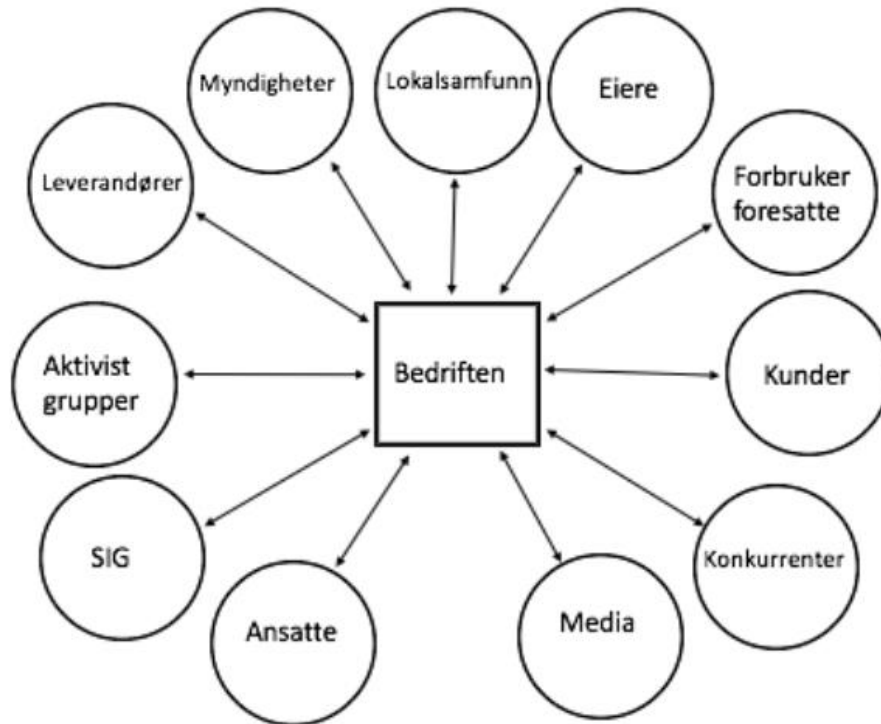 Myndigheter
Lokalsamfunn
Eiere
Leverandører
Forbruker
foresatte
Aktivist
grupper
Bedriften
Kunder
SIG
Konkurrenter
Ansatte
Media